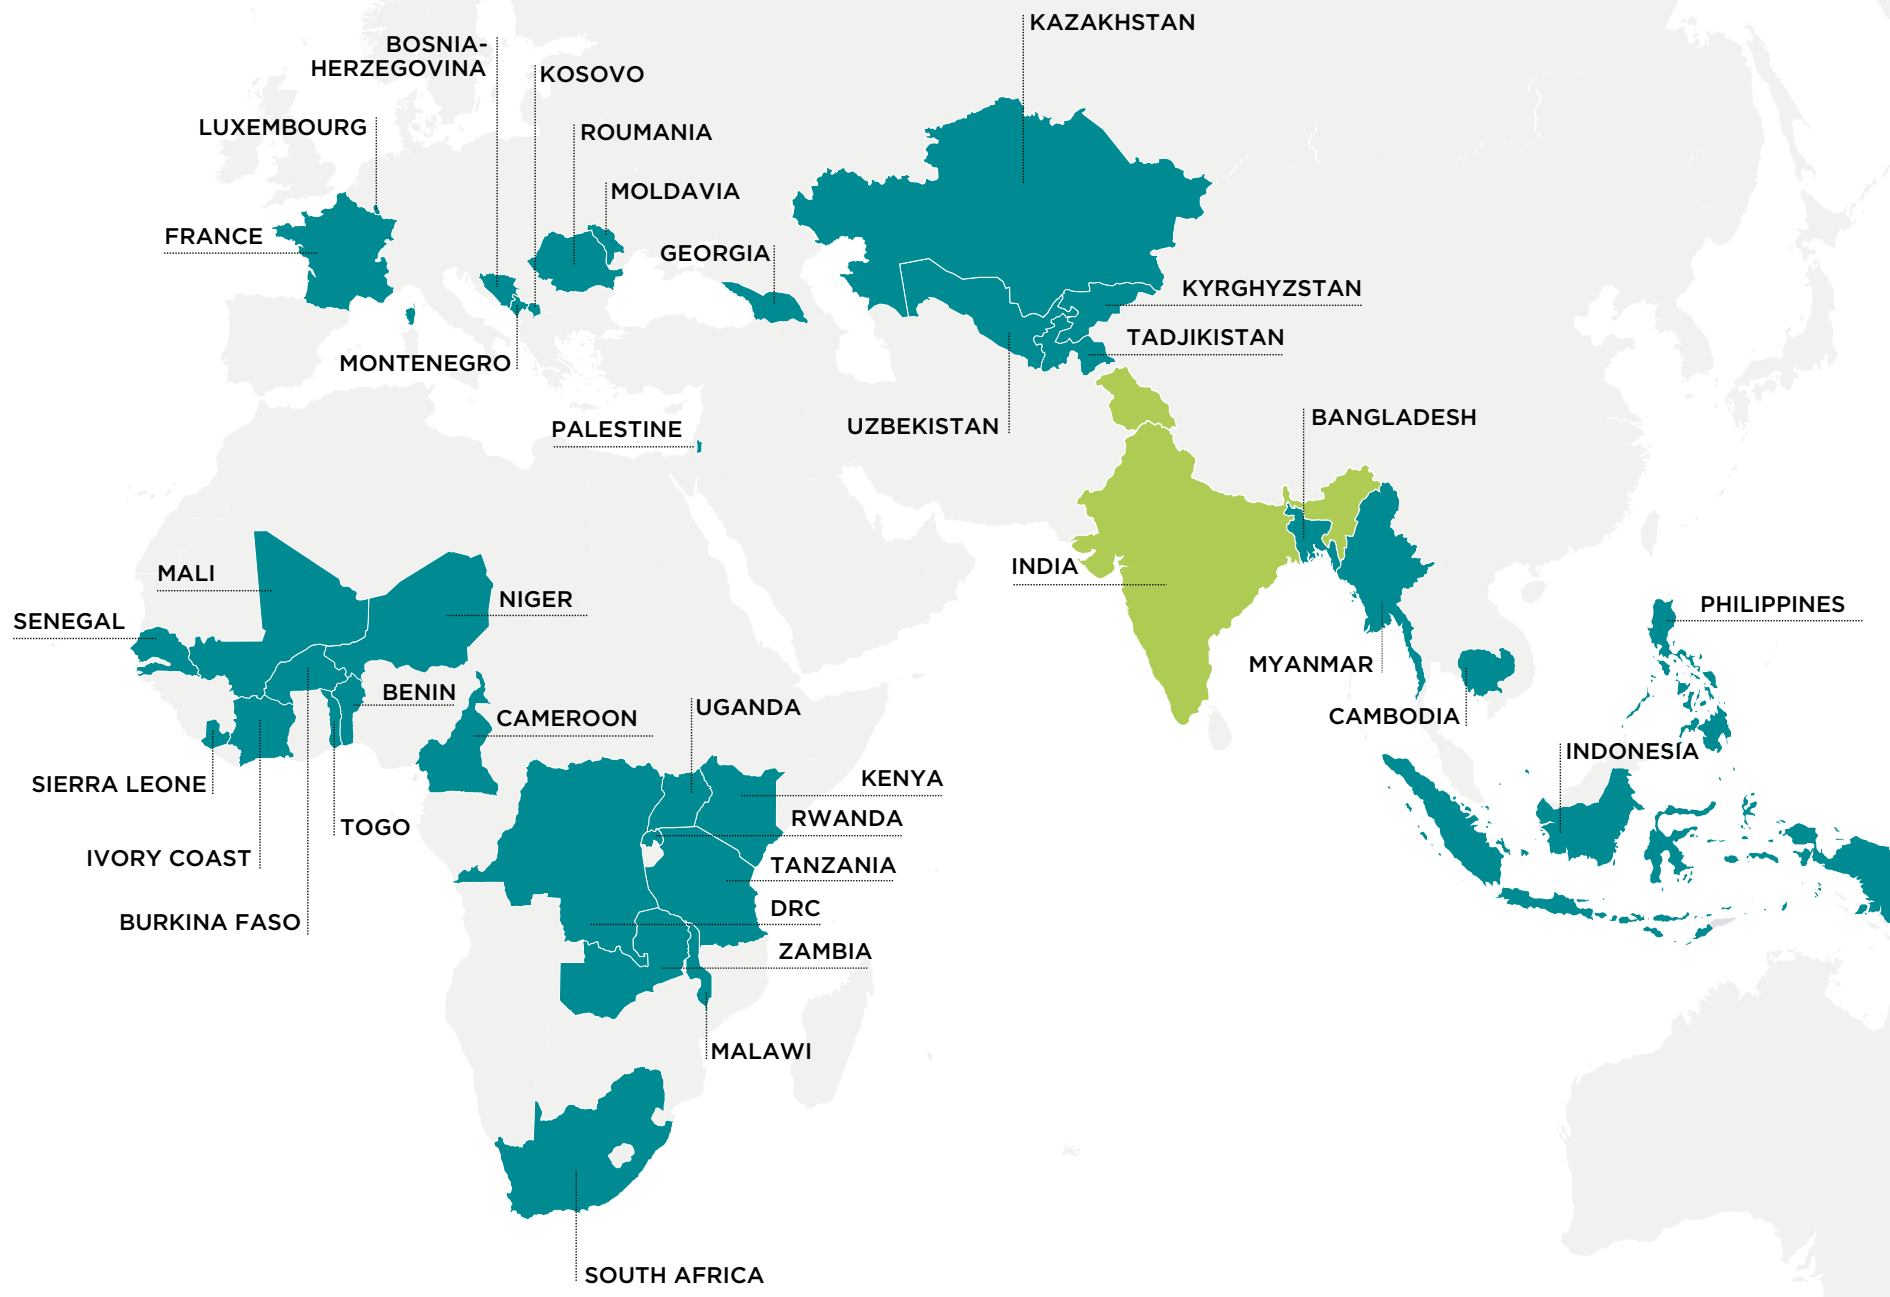 KAZAKHSTAN
BOSNIA-
HERZEGOVINA
KOSOVO
LUXEMBOURG
ROUMANIA
MOLDAVIA
FRANCE
GEORGIA
KYRGHYZSTAN
TADJIKISTAN
MONTENEGRO
UZBEKISTAN
BANGLADESH
PALESTINE
INDIA
MALI
NIGER
SENEGAL
PHILIPPINES
MYANMAR
BENIN
UGANDA
CAMEROON
CAMBODIA
INDONESIA
SIERRA LEONE
KENYA
RWANDA
TOGO
IVORY COAST
TANZANIA
DRC
BURKINA FASO
ZAMBIA
MALAWI
SOUTH AFRICA